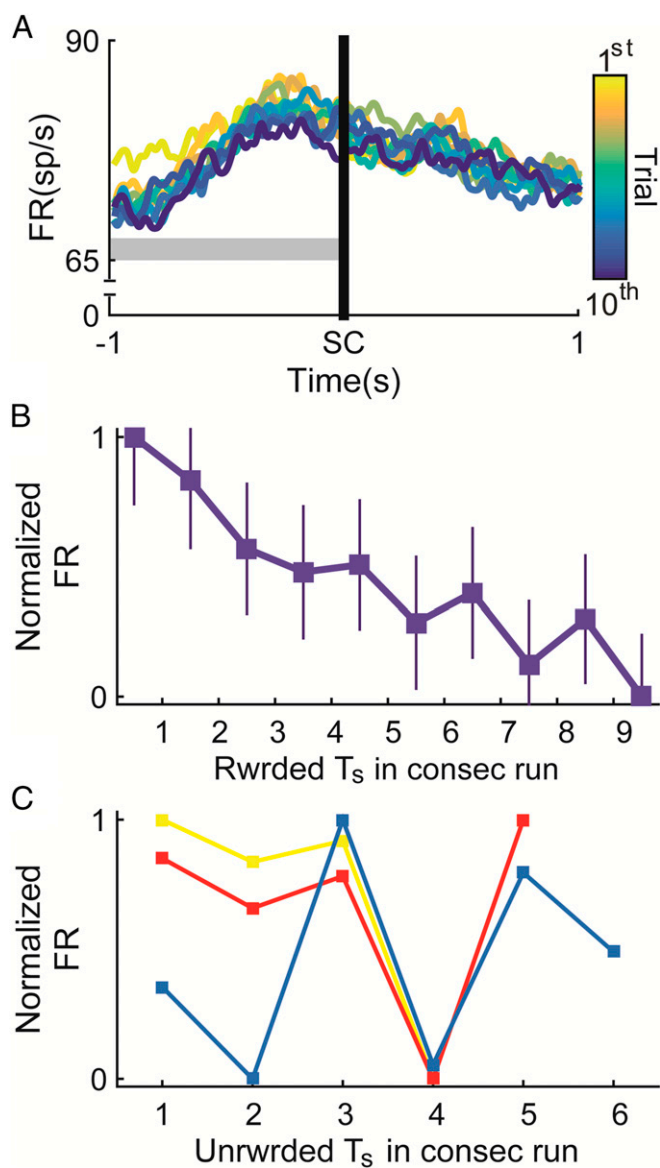 A
90
1st
FR(sp/s)
Trial
65
10th
0
-1
SC
1
Time(s)
B
1
Normalized
FR
0
1 2 3 4 5 6 7 8 9
Rwrded Ts in consec run
C
1
Normalized
FR
0
1 2 3 4 5 6
Unrwrded Ts in consec run